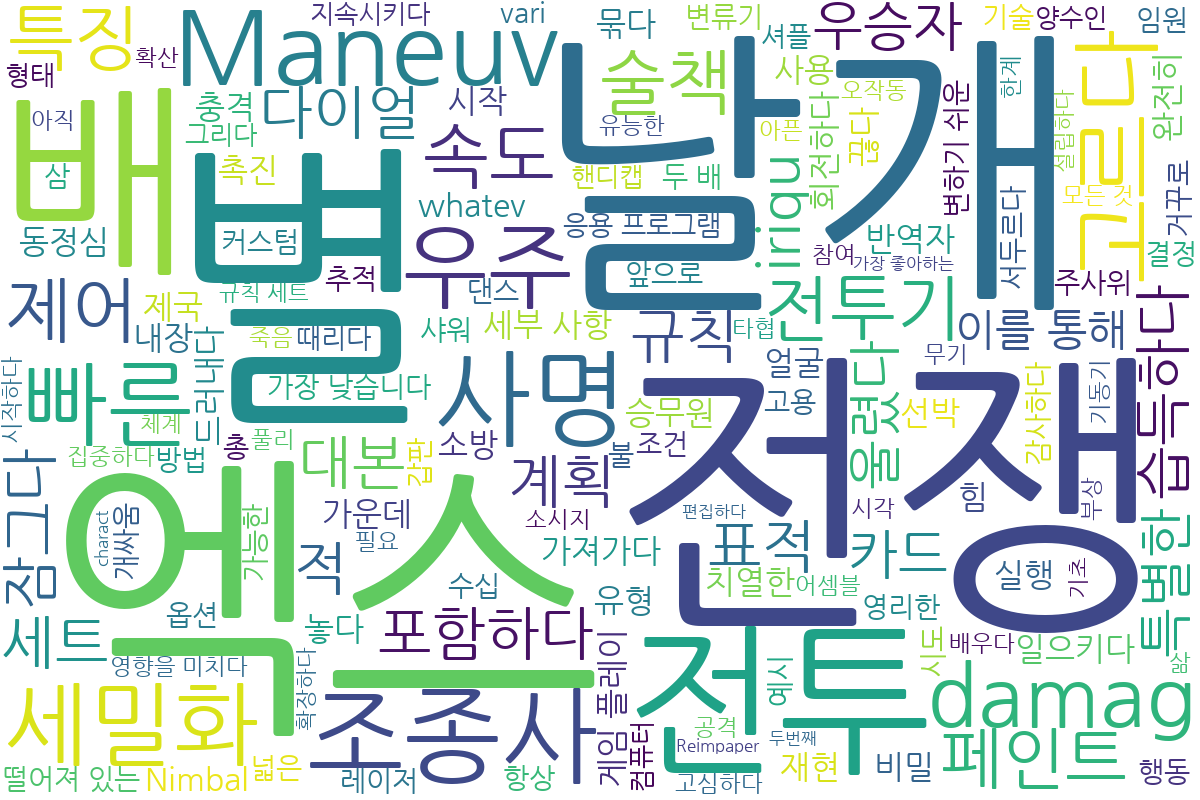 특징
확산
지속시키다
vari
묶다
변류기
우승자
기술
양수인
임원
형태
Maneuv
셔플
아직
충격
그리다
다이얼
시작
술책
사용
오작동
한계
고르다
설립하다
완전히
배
별
날개
삼
촉진
속도
유능한
아픈
끊다
핸디캡
두 배
회전하다
변하기 쉬운
모든 것
거꾸로
동정심
커스텀
whatev
우주
응용 프로그램
iriqu
반역자
서두르다
결정
추적
앞으로
참여
가장 좋아하는
제어
제국
규칙 세트
댄스
전투기
주사위
내장
죽음
때리다
샤워
세부 사항
규칙
타협
이를 통해
습득하다
시작하다
빠른
드러내다
가장 낮습니다
사명
얼굴
무기
올렸다
전쟁
고용
승무원
선박
감사하다
기동기
체계
집중하다
방법
총
풀리
대본
갑판
소방
불
조건
참그다
엑스
개싸움
charact
가능한
가운데
필요
계획
소시지
편집하다
시각
힘
부상
적
가져가다
표적
카드
특별한
수십
치열한
어셈블
실행
기초
세트
옵션
놓다
포함하다
유형
영리한
영향을 미치다
전투
예시
시도
배우다
일으키다
삶
세밀화
확장하다
조종사
게임 플레이
컴퓨터
공격
damag
Reimpaper
두번째
페인트
떨어져 있는
Nimbal
넓은
레이저
항상
고심하다
재현
비밀
행동